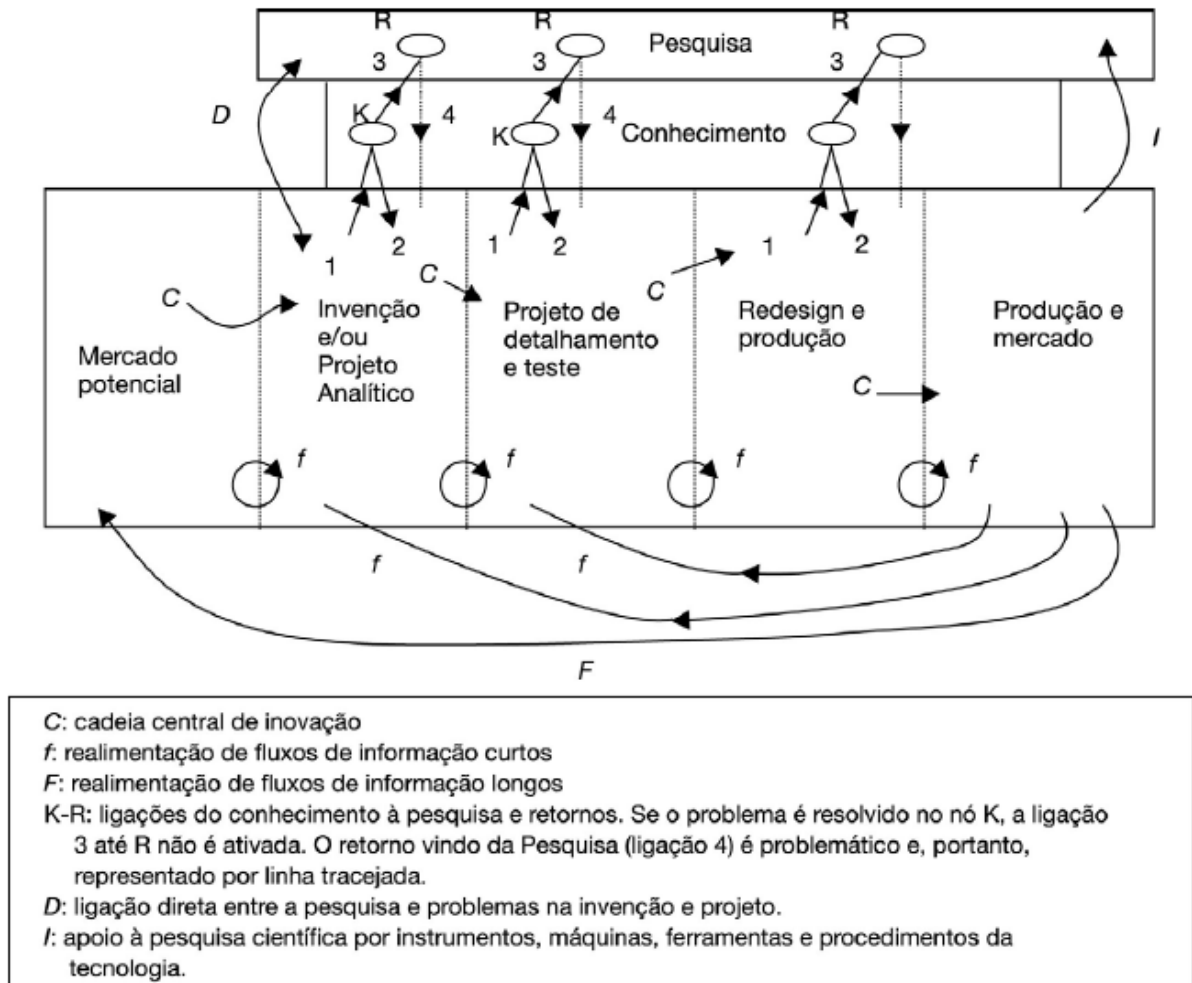 R R
Pesquisa
3 3 3
D K 4 K 4 Conhecimento I
1 2 1 2 1 2
C C C
Mercado
potencial
Invenção
e/ou
Projeto
Analítico
Projeto de
detalhamento
e teste
Redesign e
produção
Produção e
mercado
C
f f f f
f f
F
C: cadeia central de inovação
f: realimentação de fluxos de informação curtos
F: realimentação de fluxos de informação longos
K-R: ligações do conhecimento à pesquisa e retornos. Se o problema é resolvido no nó K, a ligação
3 até R não é ativada. O retorno vindo da Pesquisa (ligação 4) é problemático e, portanto,
representado por linha tracejada.
D: ligação direta entre a pesquisa e problemas na invenção e projeto.
I: apoio à pesquisa científica por instrumentos, máquinas, ferramentas e procedimentos da
tecnologia.